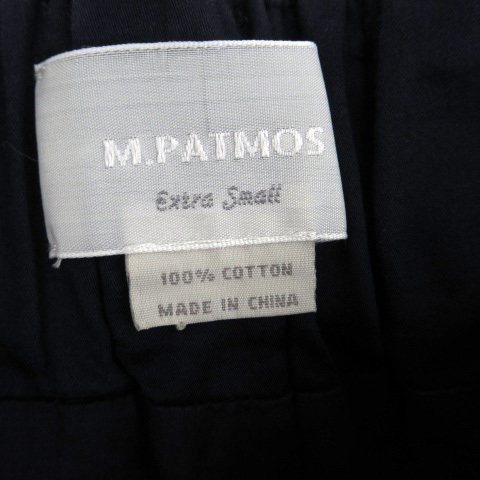 M.PATMOS
Extra Small
100% COTTON
MADE IN CHINA